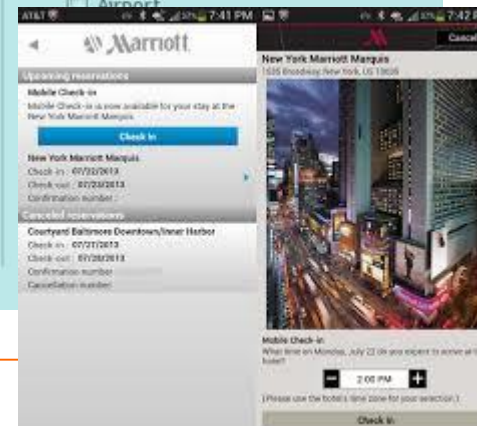 Airport
AT&T 7:41 PM
Marriott
Upcoming reservations
Mobile Check-in
Mobile Check-in is now available for your stay at the
New York Marriott Marquis.
Check In
New York Marriott Marquis
Check-in : 07/22/2013
Check-out : 07/23/2013
Confirmation number :
Canceled reservations
Courtyard Baltimore Downtown/Inner Harbor
Check-in : 07/27/2013
Check-out : 07/28/2013
Confirmation number
Cancellation number
7:42 P
M
Cancel
New York Marriott Marquis
1535 Broadway, New York, US 10036
Mobile Check-in
What time on Monday, July 22 do you expect to arrive at
hotel?
2:00 PM
(Please use the hotel's time zone for your selection.)
Check In